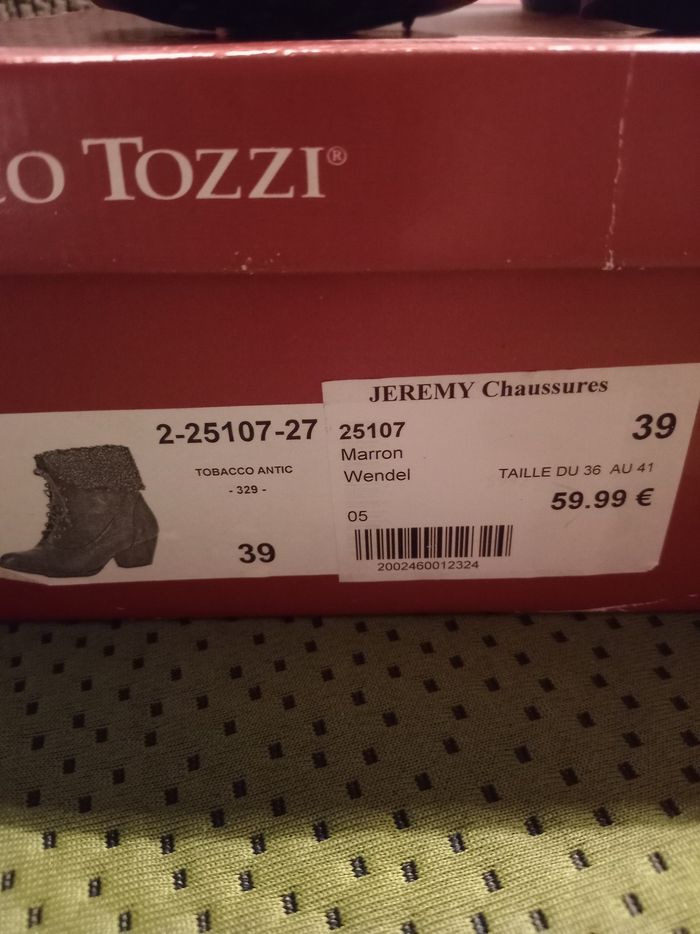 o TOZZI®
2-25107-27
TOBACCO ANTIC
- 329 -
39
JEREMY Chaussures
25107
39
Marron
Wendel
TAILLE DU 36 AU 41
59.99 €
05
2002460012324